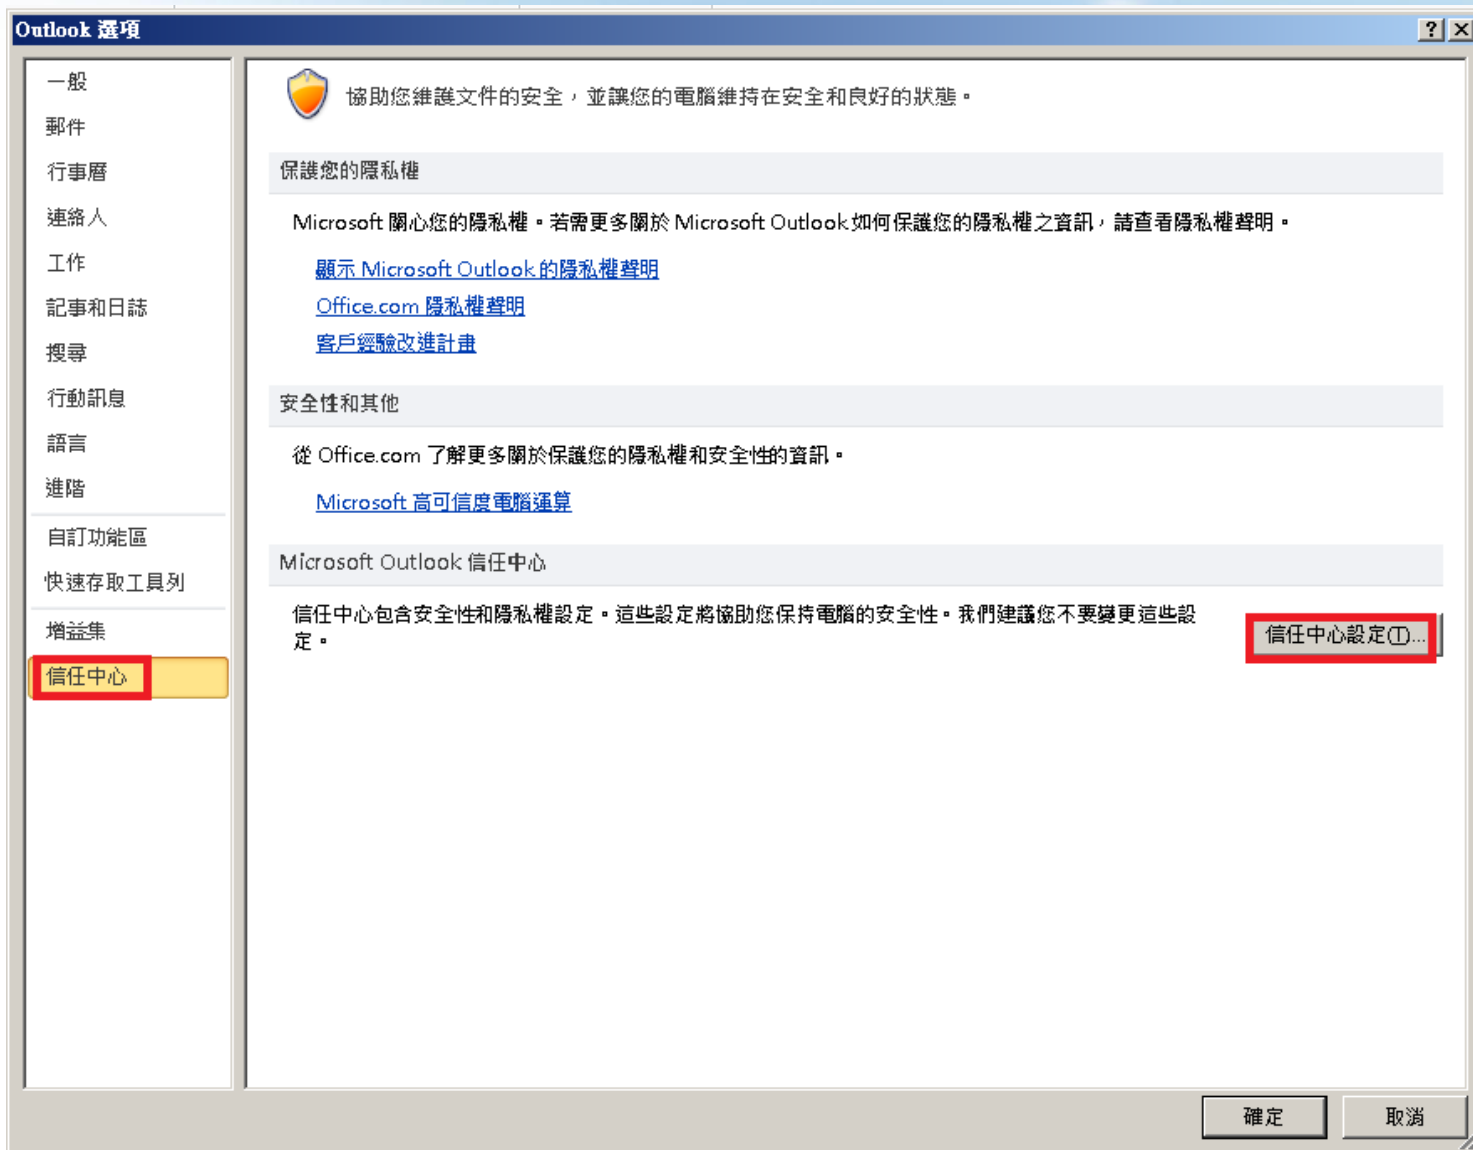 Outlook 選項
一般
郵件
行事曆
連絡人
工作
記事和日誌
搜尋
行動訊息
語言
進階
自訂功能區
快速存取工具列
增益集
信任中心
協助您維護文件的安全，並讓您的電腦維持在安全和良好的狀態。
保護您的隱私權
Microsoft 關心您的隱私權。若需更多關於 Microsoft Outlook 如何保護您的隱私權之資訊，請查看隱私權聲明。
顯示 Microsoft Outlook 的隱私權聲明
Office.com 隱私權聲明
客戶經驗改進計畫
安全性和其他
從 Office.com 了解更多關於保護您的隱私權和安全性的資訊。
Microsoft 高可信度電腦運算
Microsoft Outlook 信任中心
信任中心包含安全性和隱私權設定。這些設定將協助您保持電腦的安全性。我們建議您不要變更這些設
定。
信任中心設定(T)...
確定
取消